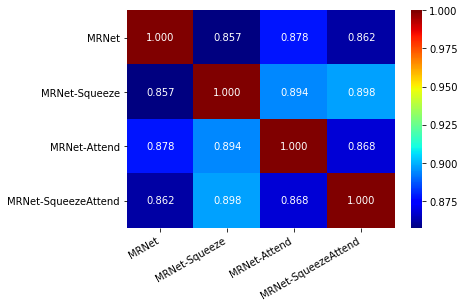 MRNet 1.000 0.857 0.878 0.862
MRNet-Squeeze 0.857 1.000 0.894 0.898
MRNet-Attend 0.878 0.894 1.000 0.868
MRNet-SqueezeAttend 0.862 0.898 0.868 1.000
MRNet
MRNet-Squeeze
MRNet-Attend
MRNet-SqueezeAttend
1.000
0.975
0.950
0.925
0.900
0.875